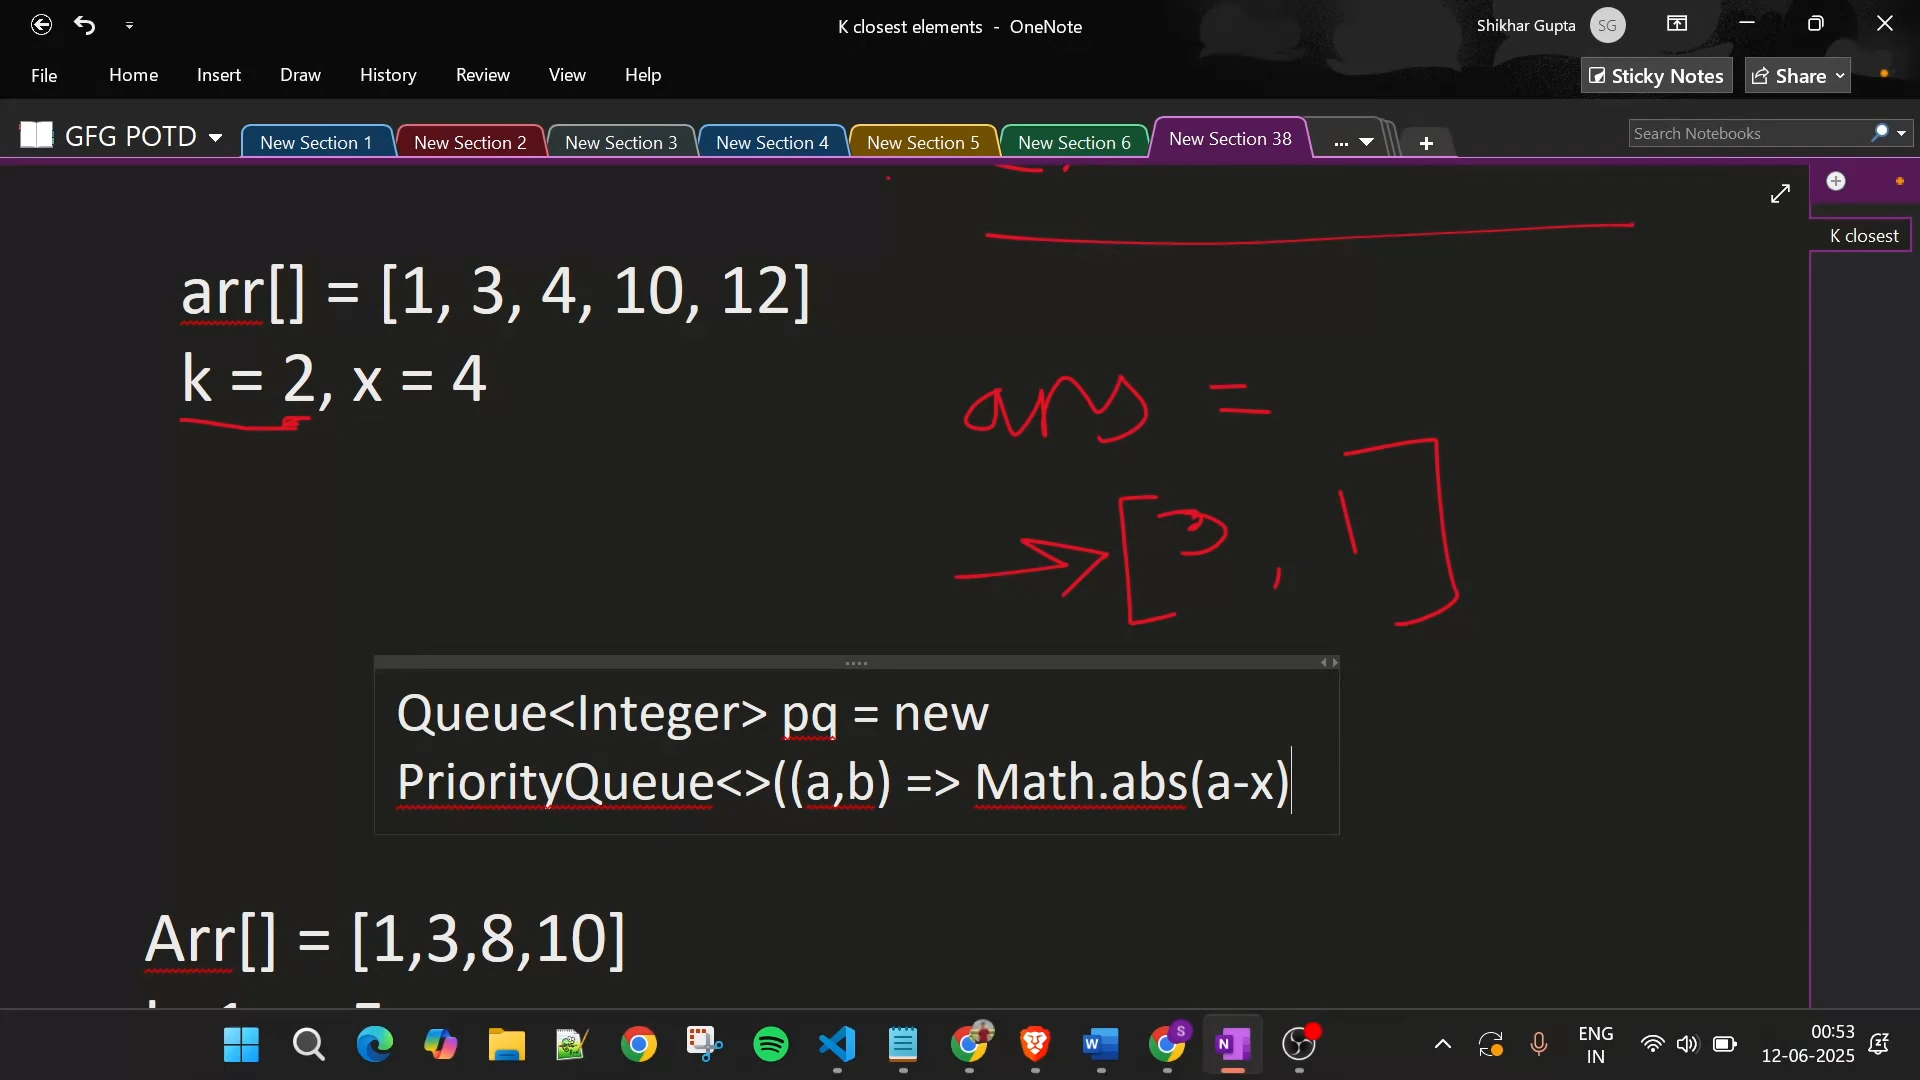 K closest elements - OneNote
Shikhar Gupta
SG
File
Home
Insert
Draw
History
Review
View
Help
Sticky Notes
Share
GFG POTD
New Section 1
New Section 2
New Section 3
New Section 4
New Section 5
New Section 6
New Section 38
...
Search Notebooks
K closest
arr[] = [1, 3, 4, 10, 12]
k = 2, x = 4
ans =
[3, 1]
Queue<Integer> pq = new
PriorityQueue<>((a,b) => Math.abs(a-x)
Arr[] = [1,3,8,10]
S
W
N
ENG
IN
00:53
12-06-2025